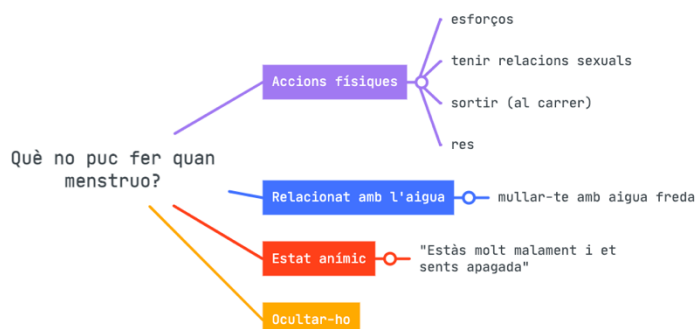 Què no puc fer quan
menstruo?
Accions físiques
esforços
tenir relacions sexuals
sortir (al carrer)
res
Relacionat amb l'aigua
mullar-te amb aigua freda
Estat anímic
"Estàs molt malament i et
sents apagada"
Ocultar-ho